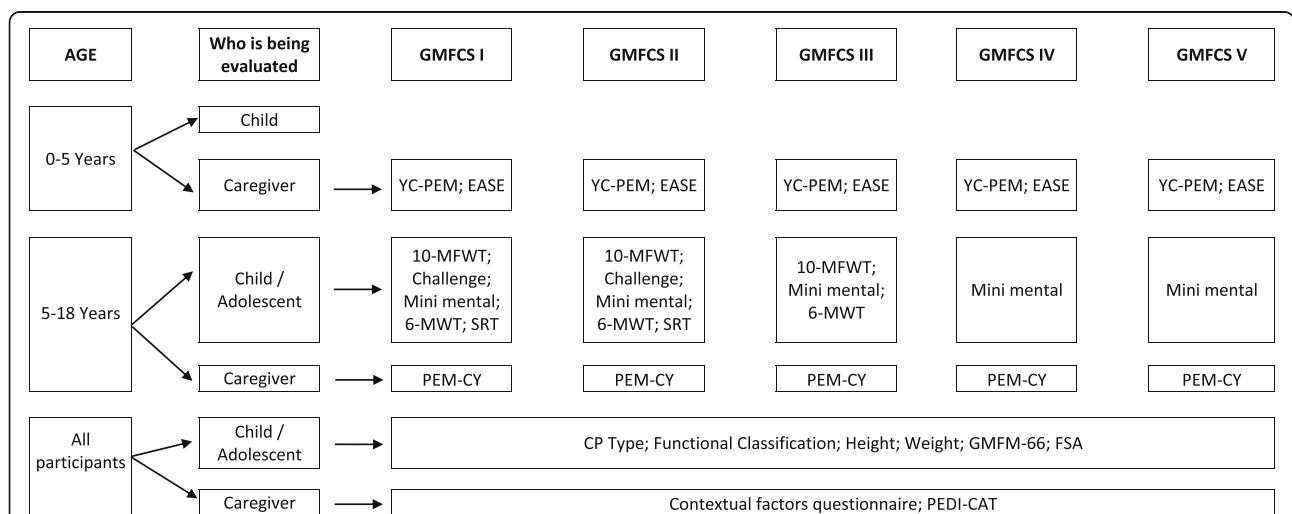 AGE
Who is being
evaluated
GMFCS I
GMFCS II
GMFCS III
GMFCS IV
GMFCS V
0-5 Years
Child
Caregiver
YC-PEM; EASE
YC-PEM; EASE
YC-PEM; EASE
YC-PEM; EASE
YC-PEM; EASE
5-18 Years
Child /
Adolescent
10-MFWT;
Challenge;
Mini mental;
6-MWT; SRT
10-MFWT;
Challenge;
Mini mental;
6-MWT; SRT
10-MFWT;
Mini mental;
6-MWT
Mini mental
Mini mental
Caregiver
PEM-CY
PEM-CY
PEM-CY
PEM-CY
PEM-CY
All
participants
Child /
Adolescent
CP Type; Functional Classification; Height; Weight; GMFM-66; FSA
Caregiver
Contextual factors questionnaire; PEDI-CAT